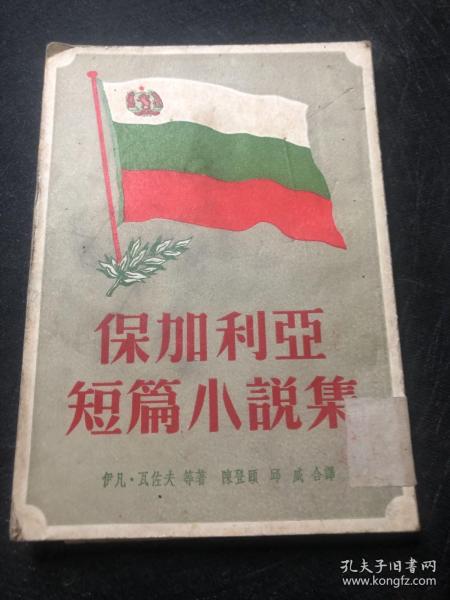 保加利亞
短篇小説集
伊凡·瓦佐夫 等著 陳登頤 邱威 合譯
孔夫子旧书网
www.kongfz.com